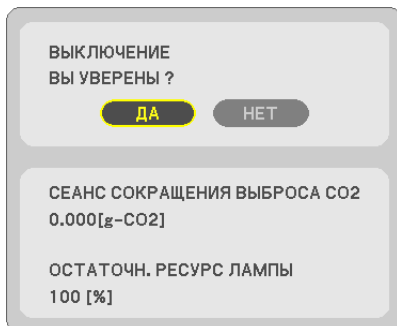 ВЫКЛЮЧЕНИЕ
ВЫ УВЕРЕНЫ ?
ДА НЕТ
СЕАНС СОКРАЩЕНИЯ ВЫБРОСА CO2
0.000[g-CO2]
ОСТАТОЧН. РЕСУРС ЛАМПЫ
100 [%]